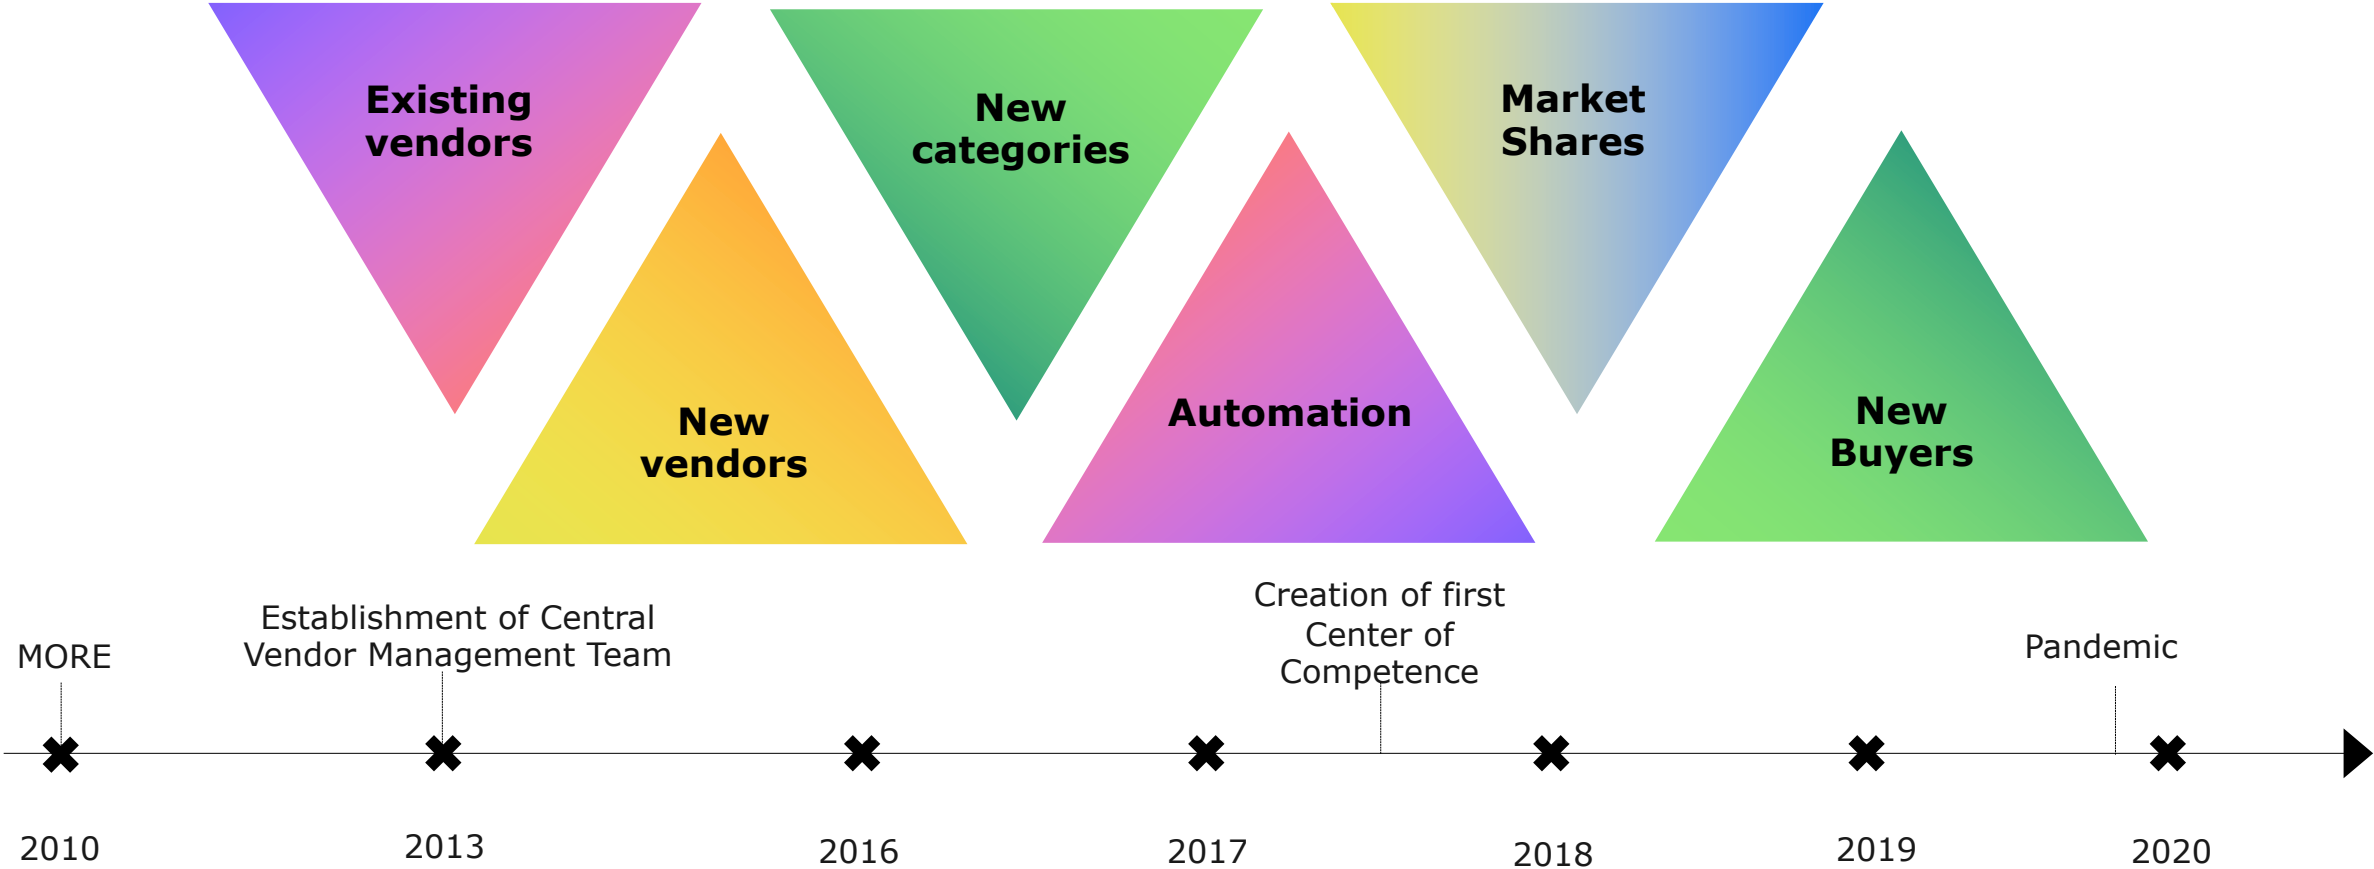 Existing
vendors
New
vendors
New
categories
Automation
Market
Shares
New
Buyers
MORE
Establishment of Central
Vendor Management Team
Creation of first
Center of
Competence
Pandemic
2010
2013
2016
2017
2018
2019
2020